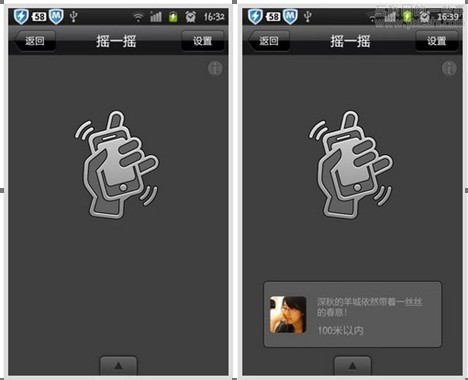 58 16:32
返回 摇一摇 设置
58 16:39
返回 摇一摇 设置
深秋的羊城依然带着一丝丝
的春意！
100米以内